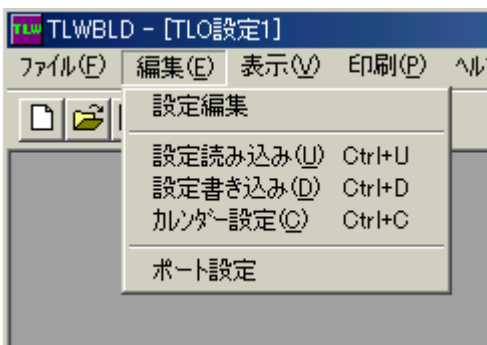 TLW TLWBLD - [TLO設定1]
ファイル(F) 編集(E) 表示(V) 印刷(P) ヘル
設定編集
設定読み込み(U) Ctrl+U
設定書き込み(D) Ctrl+D
カレンダー設定(C) Ctrl+C
ポート設定